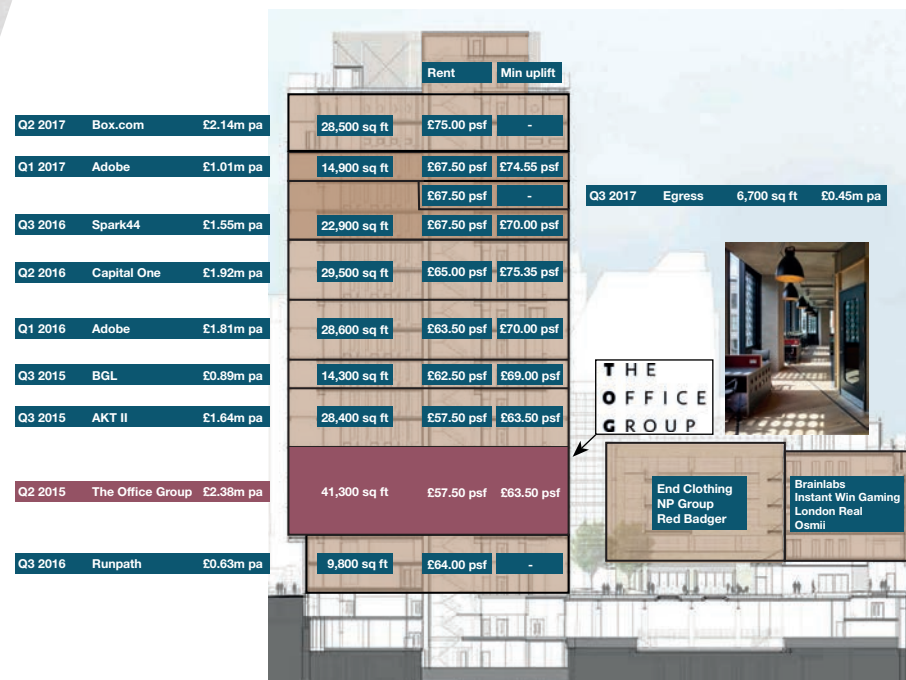 Rent Min uplift
Q2 2017 Box.com £2.14m pa 28,500 sq ft £75.00 psf -
Q1 2017 Adobe £1.01m pa 14,900 sq ft £67.50 psf £74.55 psf
£67.50 psf - Q3 2017 Egress 6,700 sq ft £0.45m pa
Q3 2016 Spark44 £1.55m pa 22,900 sq ft £67.50 psf £70.00 psf
Q2 2016 Capital One £1.92m pa 29,500 sq ft £65.00 psf £75.35 psf
Q1 2016 Adobe £1.81m pa 28,600 sq ft £63.50 psf £70.00 psf
Q3 2015 BGL £0.89m pa 14,300 sq ft £62.50 psf £69.00 psf
Q3 2015 AKT II £1.64m pa 28,400 sq ft £57.50 psf £63.50 psf
THE
OFFICE
GROUP
Q2 2015 The Office Group £2.38m pa 41,300 sq ft £57.50 psf £63.50 psf
End Clothing
NP Group
Red Badger
Brainlabs
Instant Win Gaming
London Real
Osmii
Q3 2016 Runpath £0.63m pa 9,800 sq ft £64.00 psf -